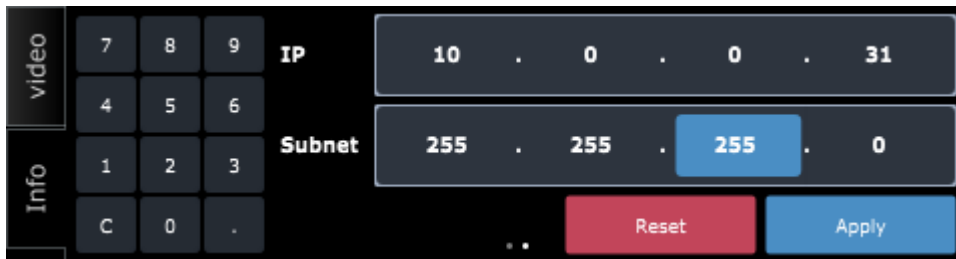 video
Info
7 8 9
4 5 6
1 2 3
C 0 .
IP 10 . 0 . 0 . 31
Subnet 255 . 255 . 255 . 0
Reset Apply